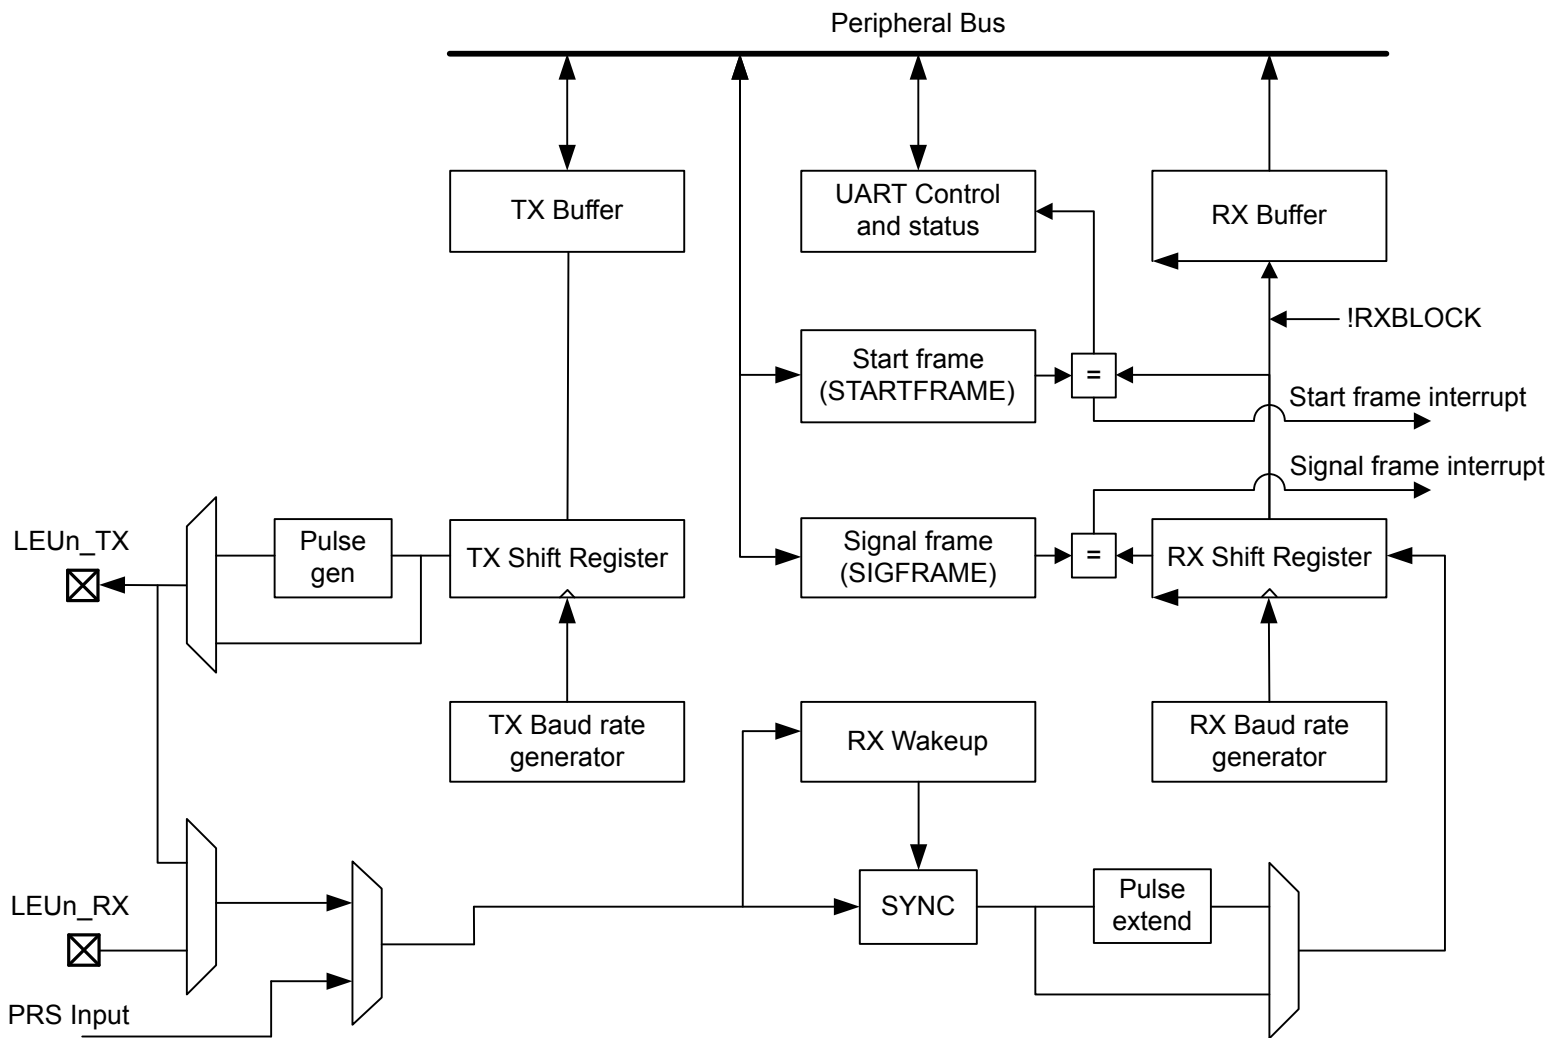 Peripheral Bus
TX Buffer
UART Control
and status
RX Buffer
!RXBLOCK
Start frame
(STARTFRAME)
=
Start frame interrupt
Signal frame interrupt
LEUn_TX
Pulse
gen
TX Shift Register
Signal frame
(SIGFRAME)
=
RX Shift Register
TX Baud rate
generator
RX Wakeup
RX Baud rate
generator
LEUn_RX
SYNC
Pulse
extend
PRS Input